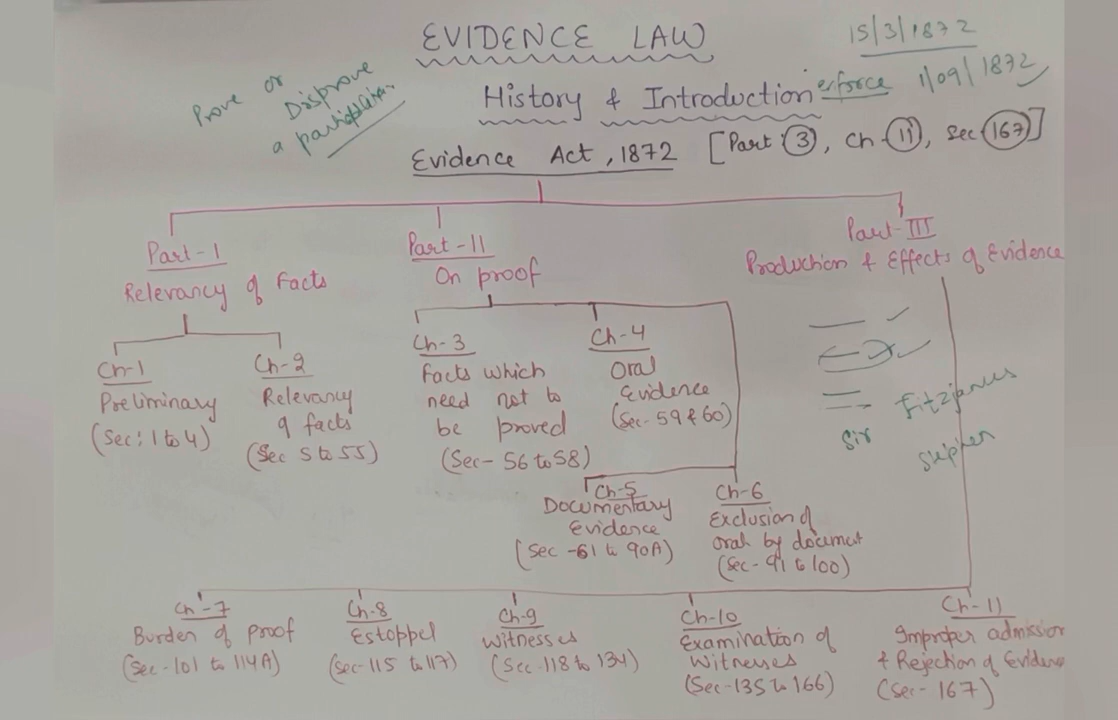 EVIDENCE LAW
15/3/1872
Prove or
Disprove
a particular
History & Introduction
enforce 1/09/1872
Evidence Act, 1872 [Part 3, Ch-11, Sec 167]
Part-I
Relevancy of Facts
Part-II
On proof
Part-III
Production & Effects of Evidence
Ch-1
Preliminary
(Sec: 1 to 4)
Ch-2
Relevancy
of facts
(Sec 5 to 55)
Ch-3
Facts which
need not to
be proved
(Sec- 56 to 58)
Ch-4
Oral
Evidence
(Sec- 59 & 60)
Sir Fitzjames
Stephen
Ch-5
Documentary
Evidence
(Sec -61 to 90A)
Ch-6
Exclusion of
oral by documut
(Sec- 91 to 100)
Ch-7
Burden of Proof
(Sec-101 to 114A)
Ch-8
Estoppel
(Sec-115 to 117)
Ch-9
Witnesses
(Sec-118 to 134)
Ch-10
Examination of
Witnesses
(Sec-135 to 166)
Ch-11
Improper admission
& Rejection of Evidence
(Sec- 167)